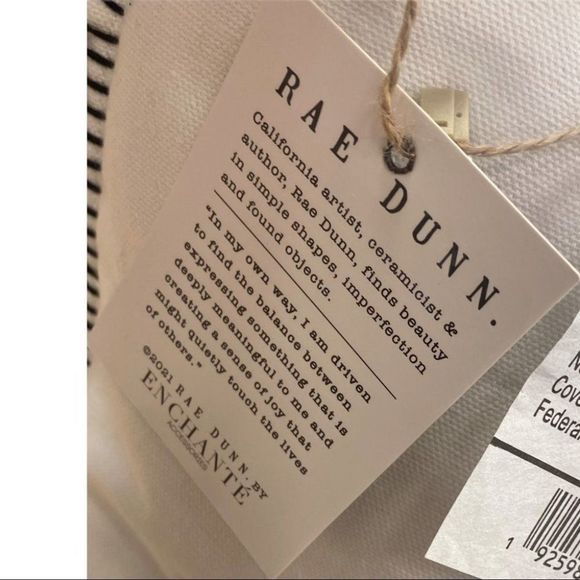 RAE DUNN.
California artist, ceramicist &
author, Rae Dunn, finds beauty
in simple shapes, imperfection
and found objects.
"In my own way, I am driven
to find the balance between
expressing something that is
deeply meaningful to me and
creating a sense of joy that
might quietly touch the lives
of others."
©2021 RAE DUNN. BY
ENCHANTÉ
ACCESSORIES
Cove
Federa
1 92598